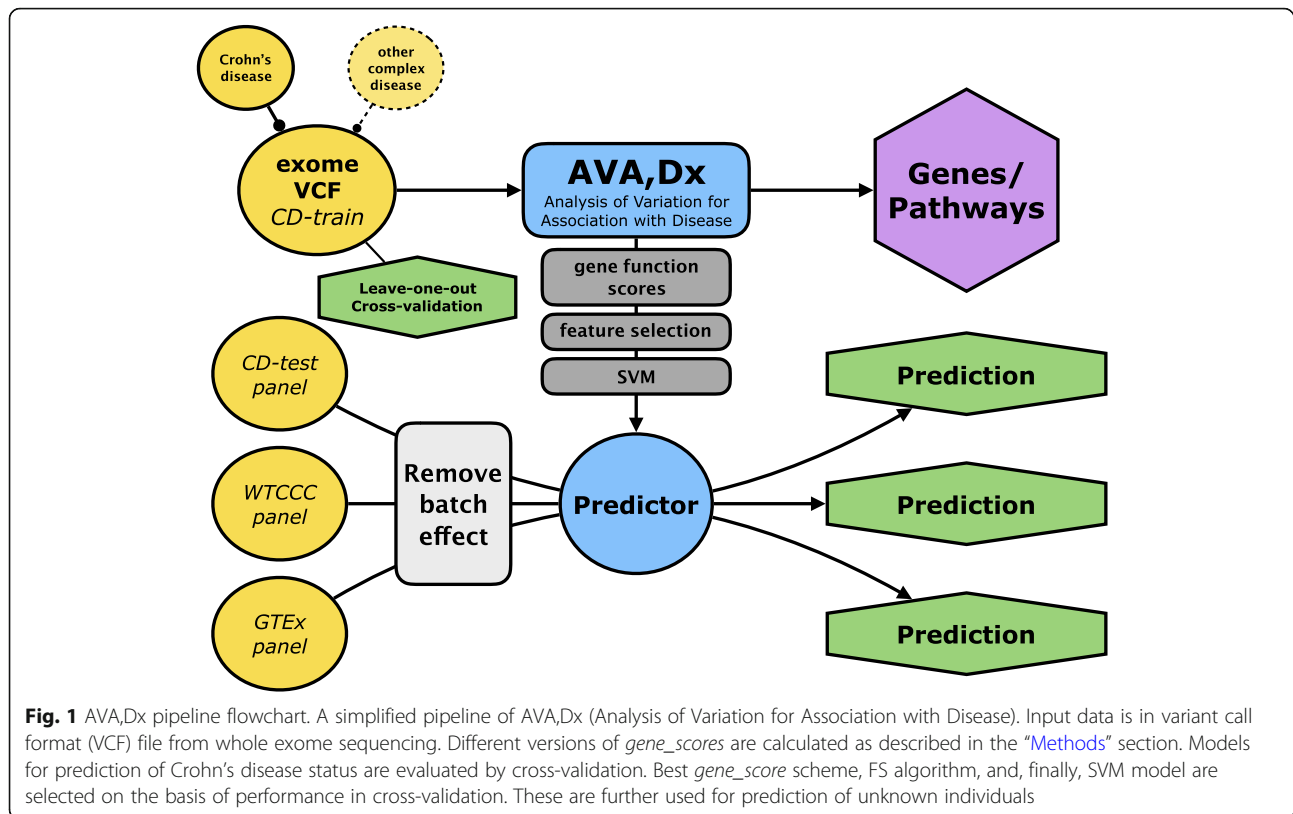 Crohn's
disease
other
complex
disease
exome
VCF
CD-train
AVA,Dx
Analysis of Variation for
Association with Disease
Genes/
Pathways
Leave-one-out
Cross-validation
gene function
scores
feature selection
SVM
CD-test
panel
WTCCC
panel
GTEx
panel
Remove
batch
effect
Predictor
Prediction
Prediction
Prediction
Fig. 1 AVA,Dx pipeline flowchart. A simplified pipeline of AVA,Dx (Analysis of Variation for Association with Disease). Input data is in variant call
format (VCF) file from whole exome sequencing. Different versions of gene_scores are calculated as described in the “Methods” section. Models
for prediction of Crohn’s disease status are evaluated by cross-validation. Best gene_score scheme, FS algorithm, and, finally, SVM model are
selected on the basis of performance in cross-validation. These are further used for prediction of unknown individuals